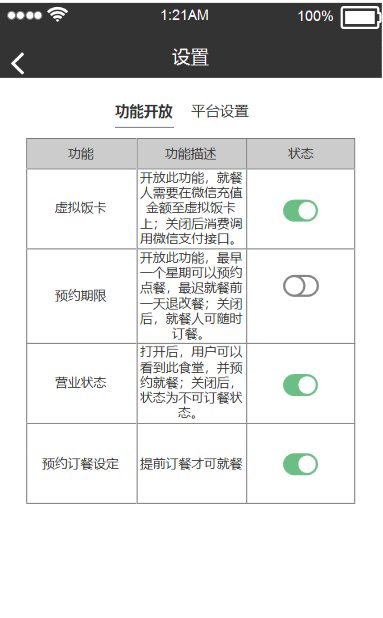 1:21AM
100%
设置
功能开放 平台设置
功能 功能描述 状态
虚拟饭卡
开放此功能，就餐
人需要在微信充值
金额至虚拟饭卡
上；关闭后消费调
用微信支付接口。
预约期限
开放此功能，最早
一个星期可以预约
点餐，最迟就餐前
一天退改餐；关闭
后，就餐人可随时
订餐。
营业状态
打开后，用户可以
看到此食堂，并预
约就餐；关闭后，
状态为不可订餐状
态。
预约订餐设定 提前订餐才可就餐